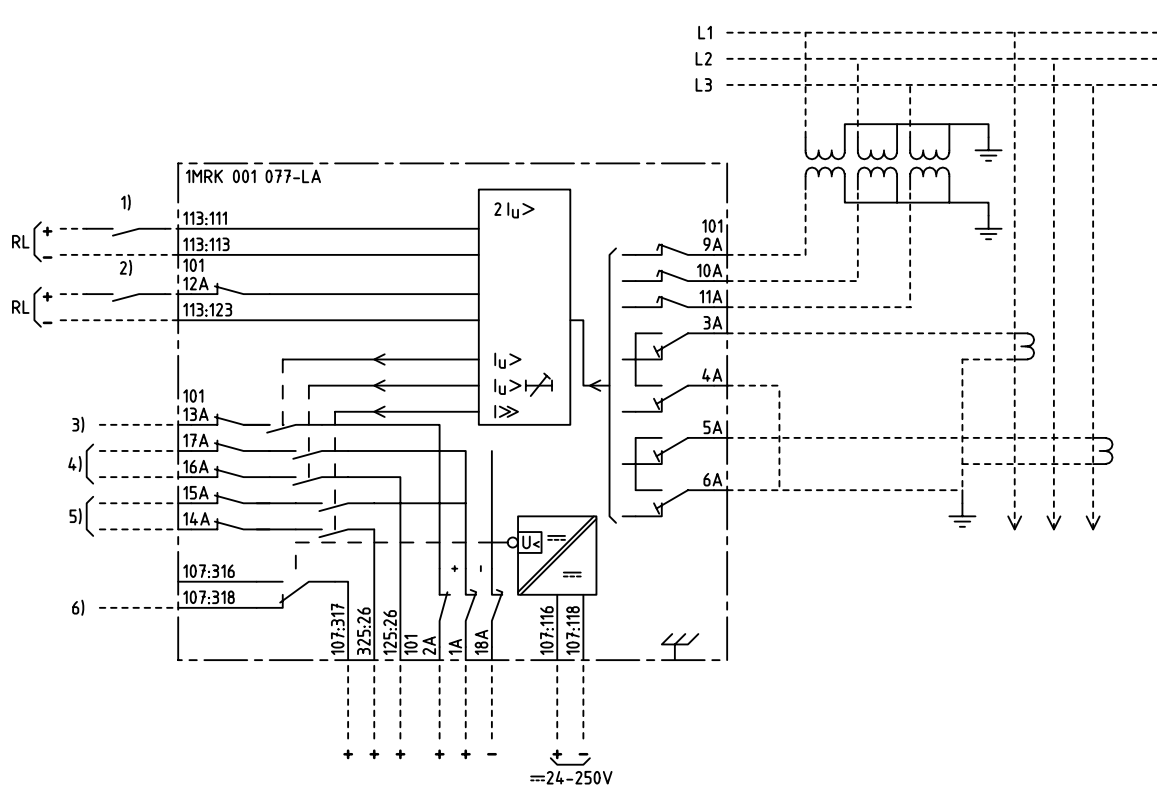 L1
L2
L3
1MRK 001 077-LA
1)
2 Iu>
113:111
RL
+
-
113:113
101
9A
101
2)
10A
12A
RL
+
-
11A
113:123
3A
Iu>
4A
Iu>
101
I>>
13A
3)
5A
17A
4)
16A
6A
15A
5)
14A
U<
+
-
107:316
107:318
6)
107:317
325:26
125:26
101
2A
1A
18A
107:116
107:118
+
+
+
+
+
-
+
-
24-250V